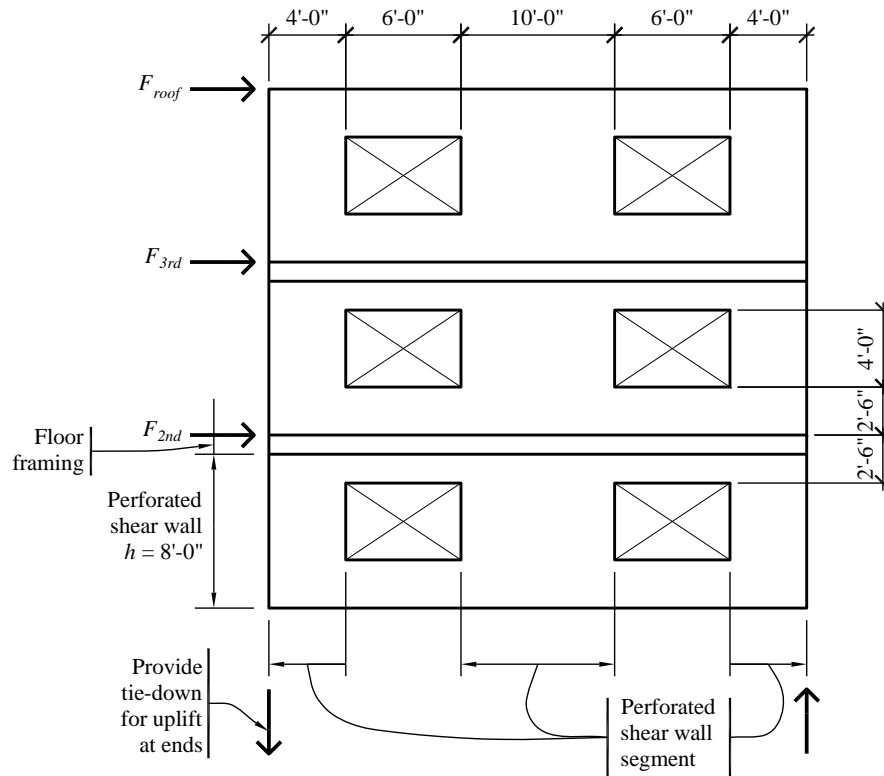 4'-0"
6'-0"
10'-0"
6'-0"
4'-0"
F_roof
F_3rd
4'-0"
2'-6"
F_2nd
2'-6"
Floor
framing
Perforated
shear wall
h = 8'-0"
Provide
tie-down
for uplift
at ends
Perforated
shear wall
segment